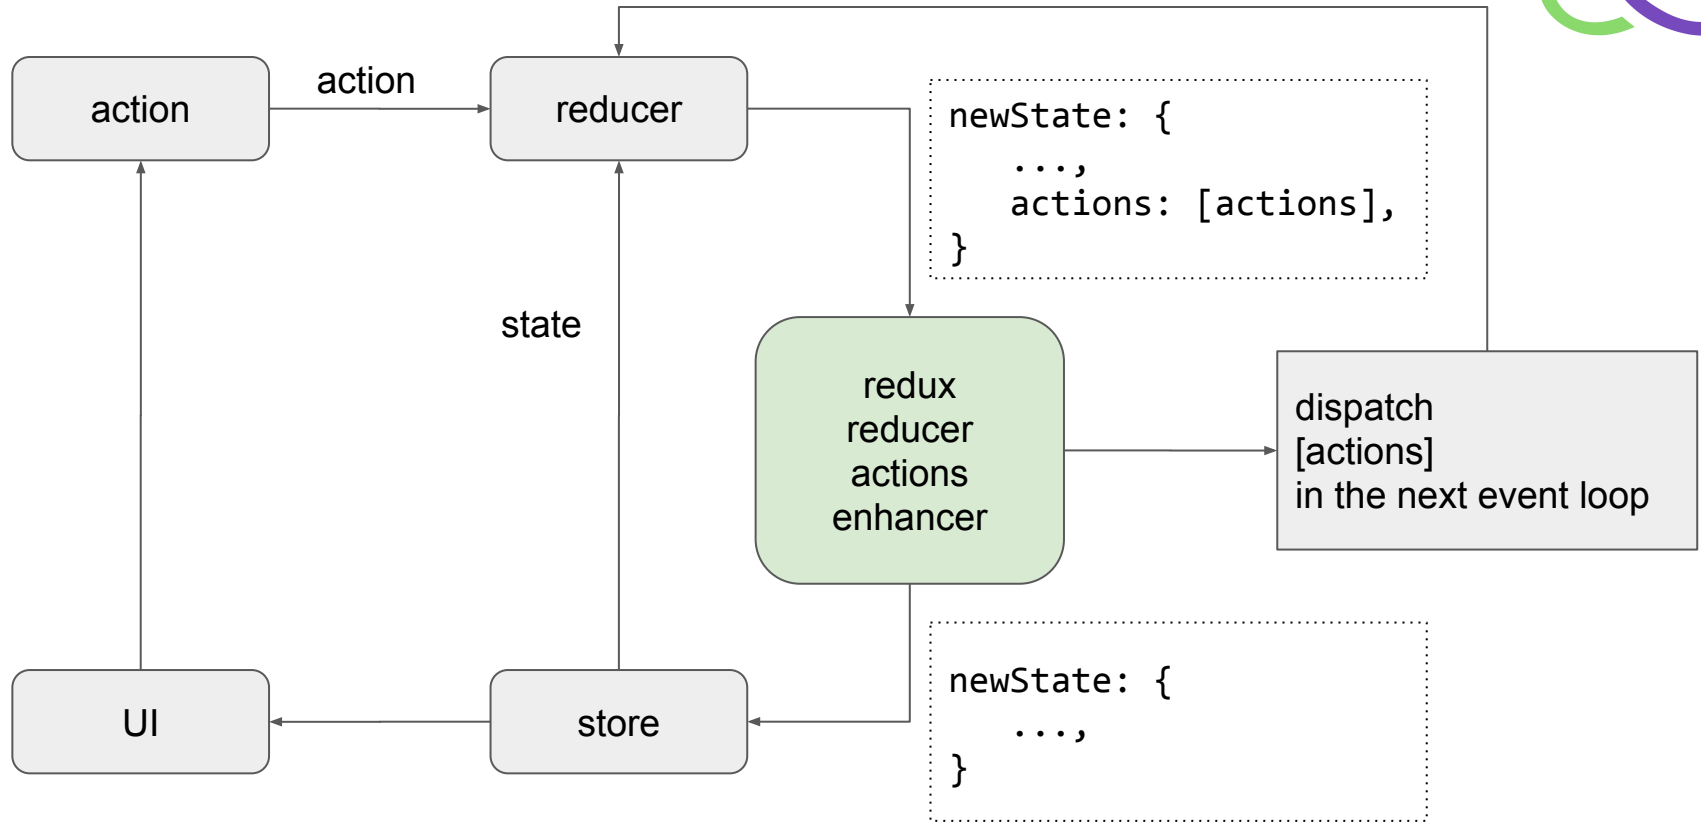 action
action
reducer
newState: {
   ...,
   actions: [actions],
}
state
redux
reducer
actions
enhancer
dispatch
[actions]
in the next event loop
UI
store
newState: {
   ...,
}